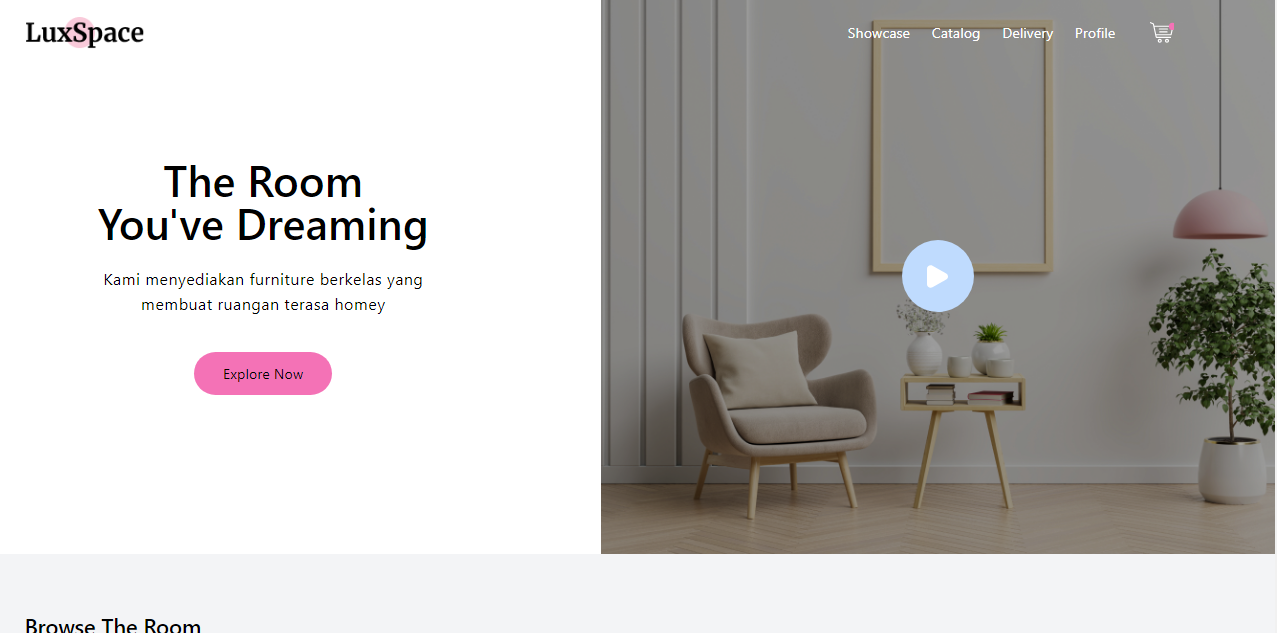 LuxSpace
Showcase Catalog Delivery Profile
The Room
You've Dreaming
Kami menyediakan furniture berkelas yang
membuat ruangan terasa homey
Explore Now
Browse The Room